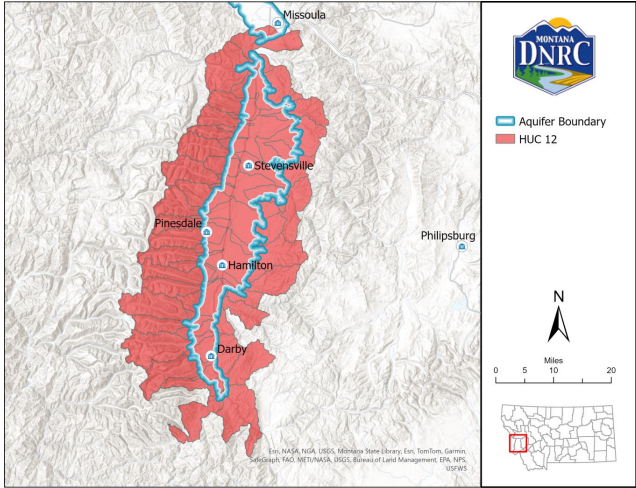 Missoula
Stevensville
Pinesdale
Philipsburg
Hamilton
Darby
Esri, NASA, NGA, USGS, Montana State Library, Esri, TomTom, Garmin,
SafeGraph, FAO, METI/NASA, USGS, Bureau of Land Management, EPA, NPS,
USFWS
MONTANA
DNRC
Aquifer Boundary
HUC 12
N
Miles
0 5 10 20